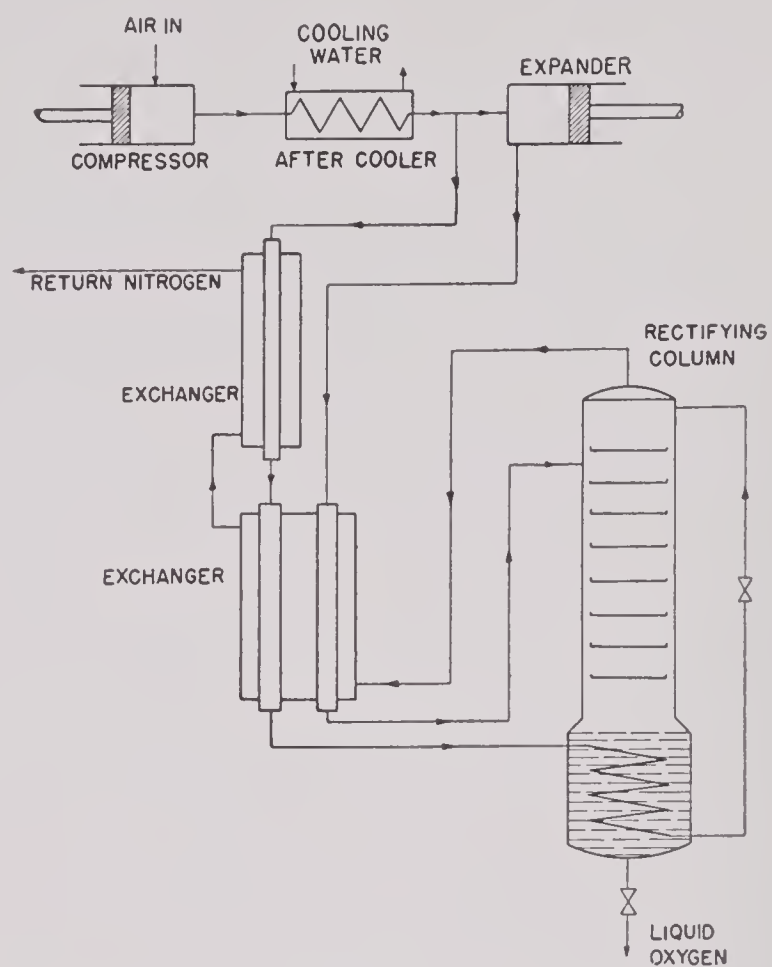 AIR IN
COOLING
WATER
EXPANDER
COMPRESSOR
AFTER COOLER
RETURN NITROGEN
RECTIFYING
COLUMN
EXCHANGER
EXCHANGER
LIQUID
OXYGEN